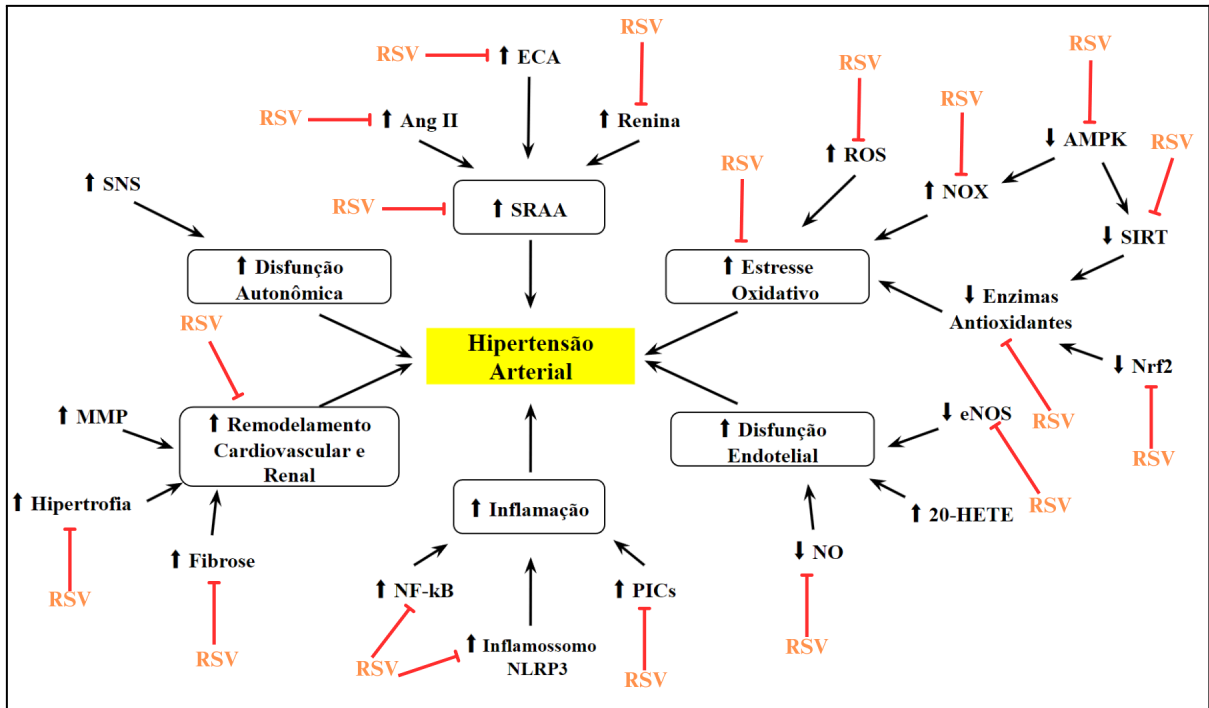 RSV
RSV
⬆ ECA
RSV
⬆ Ang II
⬆ Renina
RSV
⬆ SRAA
⬆ SNS
⬆ Disfunção
Autonômica
RSV
RSV
RSV
RSV
RSV
RSV
⬆ ROS
⬇ AMPK
⬆ NOX
⬇ SIRT
⬆ Estresse
Oxidativo
⬇ Enzimas
Antioxidantes
⬇ Nrf2
Hipertensão
Arterial
RSV
⬆ MMP
⬆ Remodelamento
Cardiovascular e
Renal
⬆ Hipertrofia
⬆ Fibrose
RSV
RSV
⬆ Inflamação
⬆ NF-kB
⬆ PICs
⬆ Inflamossomo
NLRP3
RSV
RSV
⬆ Disfunção
Endotelial
⬇ eNOS
RSV
RSV
⬆ 20-HETE
RSV
⬇ NO
RSV